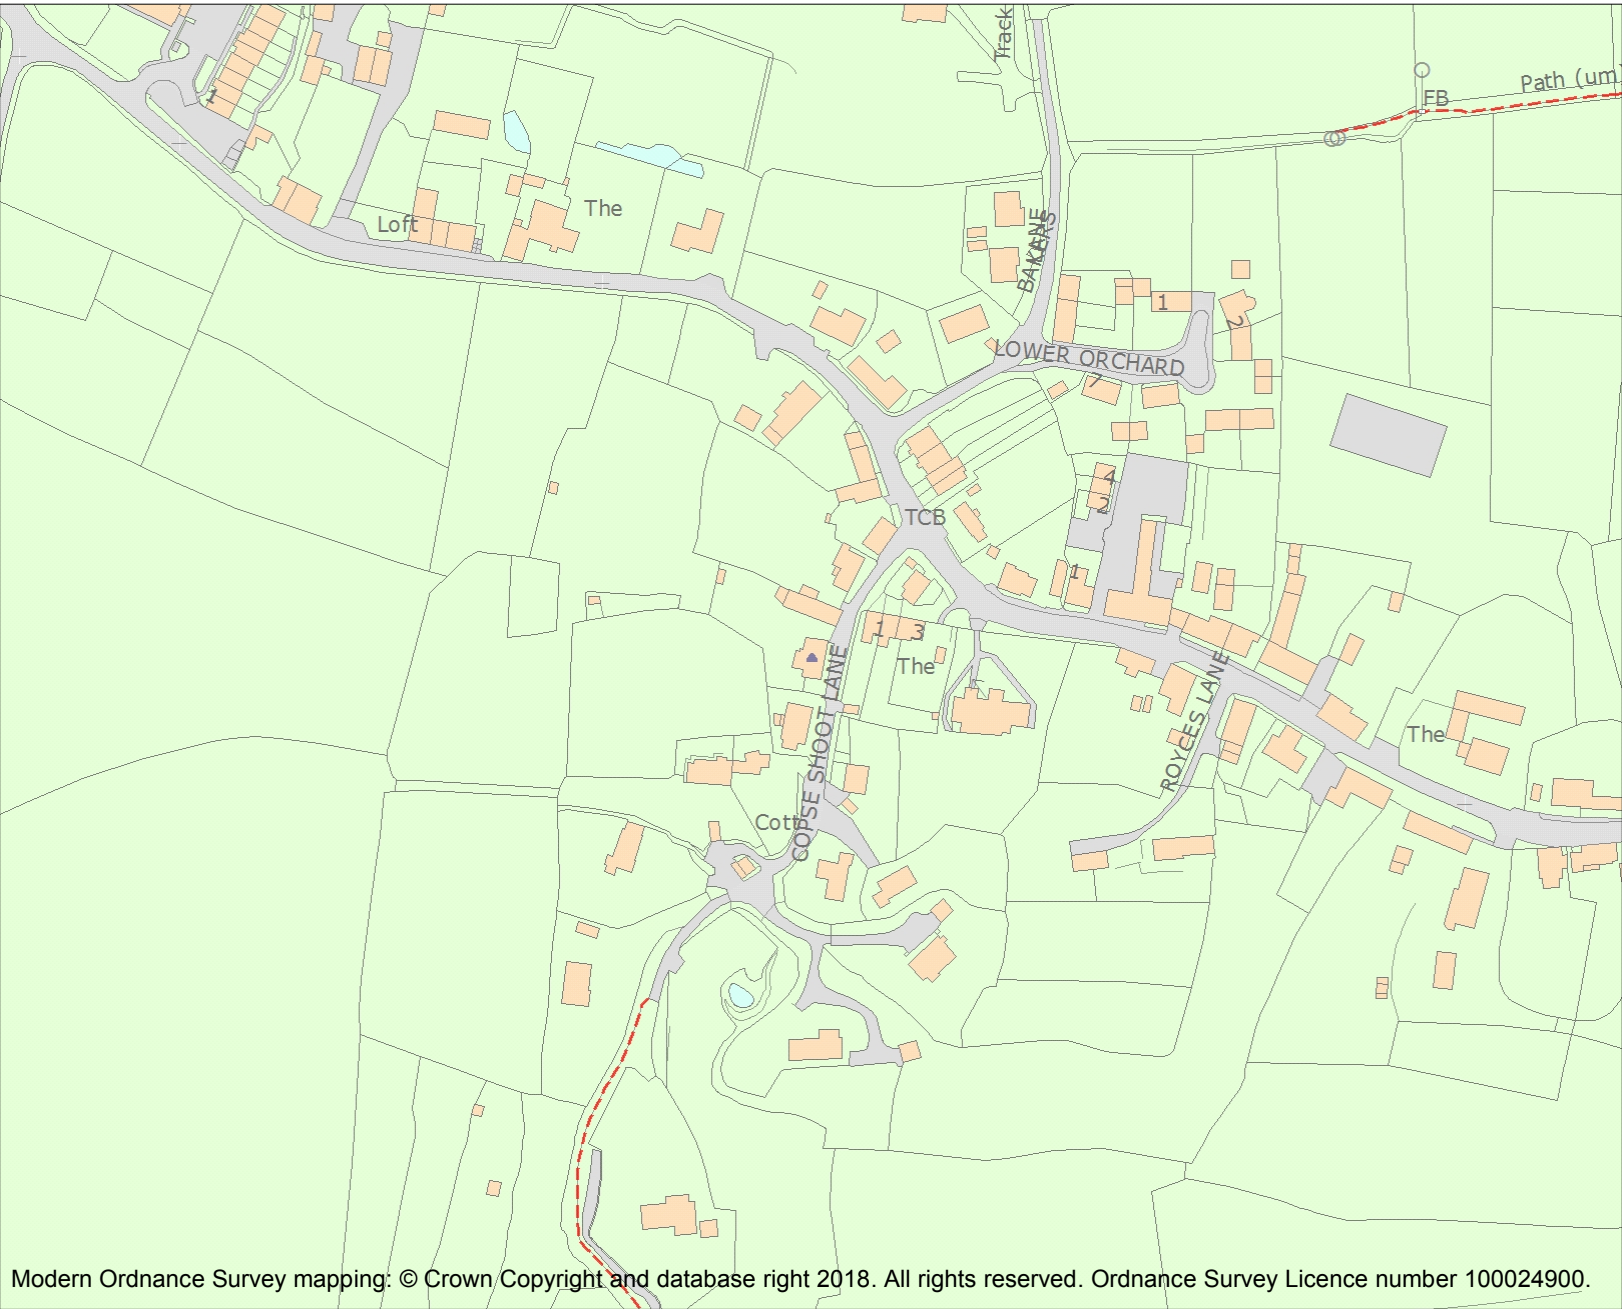 Track
Path (um)
FB
1
Loft
The
BAKERS
LANE
1
2
LOWER ORCHARD
7
4
2
TCB
1
1
3
The
COPSE SHOOT LANE
ROYCES LANE
The
Cott
Modern Ordnance Survey mapping: © Crown Copyright and database right 2018. All rights reserved. Ordnance Survey Licence number 100024900.